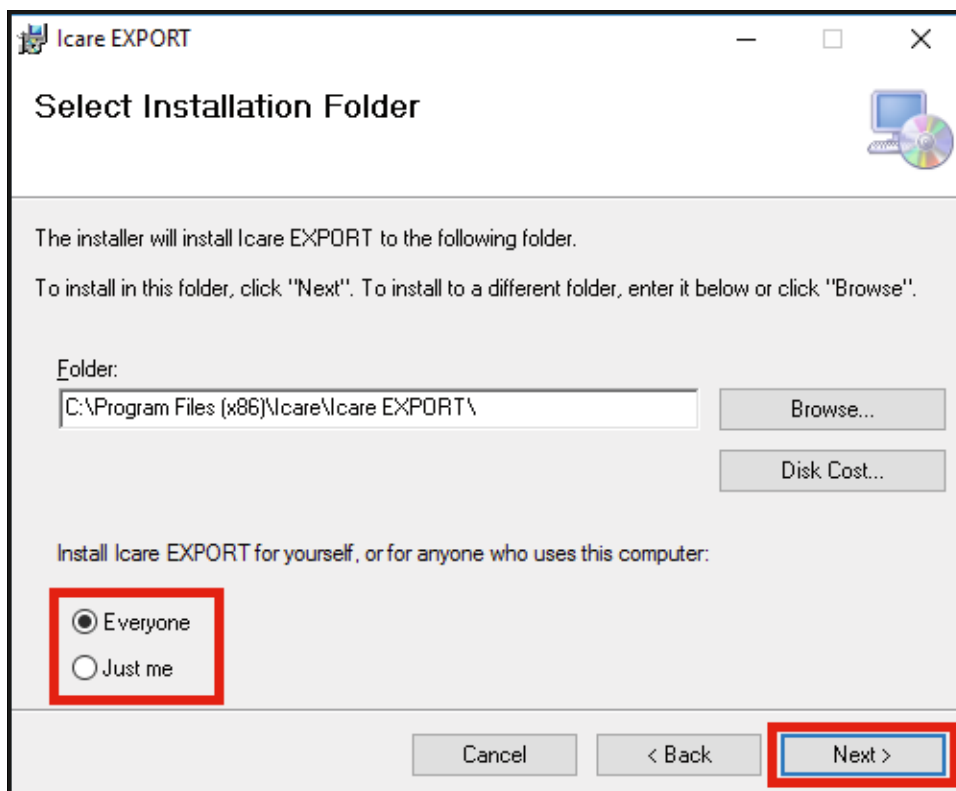 Icare EXPORT
Select Installation Folder
The installer will install Icare EXPORT to the following folder.
To install in this folder, click "Next". To install to a different folder, enter it below or click "Browse".
Folder:
C:\Program Files (x86)\Icare\Icare EXPORT\
Browse...
Disk Cost...
Install Icare EXPORT for yourself, or for anyone who uses this computer:
Everyone
Just me
Cancel
< Back
Next >